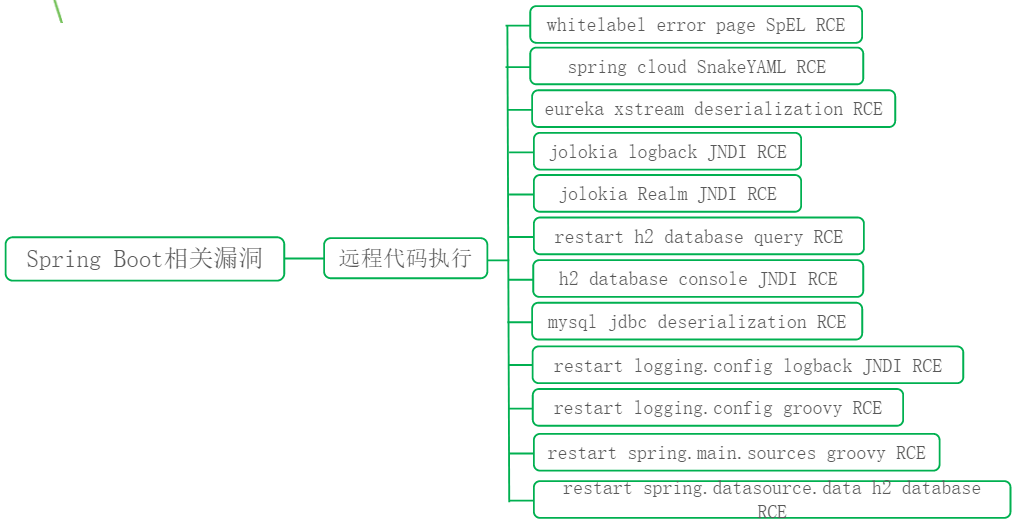 Spring Boot相关漏洞
远程代码执行
whitelabel error page SpEL RCE
spring cloud SnakeYAML RCE
eureka xstream deserialization RCE
jolokia logback JNDI RCE
jolokia Realm JNDI RCE
restart h2 database query RCE
h2 database console JNDI RCE
mysql jdbc deserialization RCE
restart logging.config logback JNDI RCE
restart logging.config groovy RCE
restart spring.main.sources groovy RCE
restart spring.datasource.data h2 database
RCE